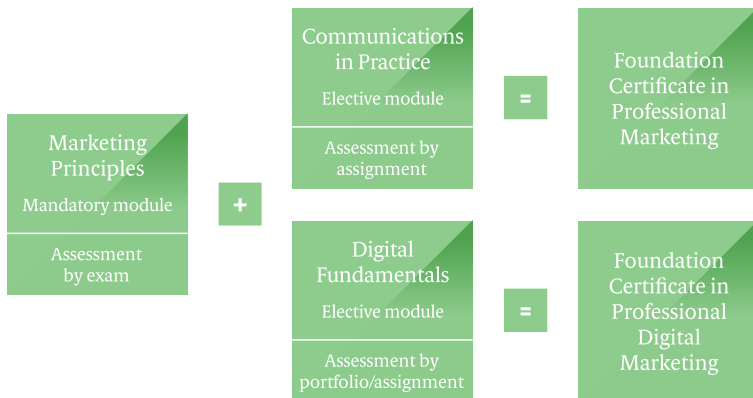 Marketing
Principles
Mandatory module
Assessment
by exam
+
Communications
in Practice
Elective module
Assessment by
assignment
=
Foundation
Certificate in
Professional
Marketing
Digital
Fundamentals
Elective module
Assessment by
portfolio/assignment
=
Foundation
Certificate in
Professional
Digital
Marketing